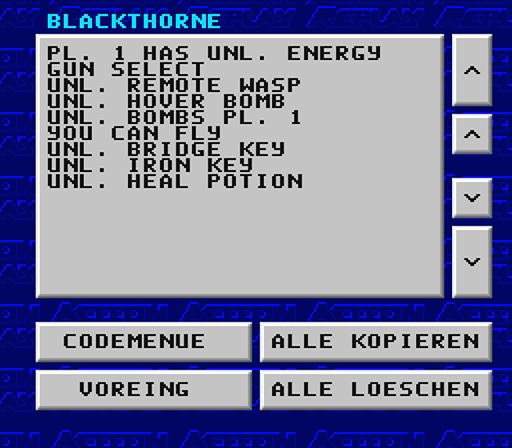 BLACKTHORNE
PL. 1 HAS UNL. ENERGY
GUN SELECT
UNL. REMOTE WASP
UNL. HOVER BOMB
UNL. BOMBS PL. 1
YOU CAN FLY
UNL. BRIDGE KEY
UNL. IRON KEY
UNL. HEAL POTION
CODEMENUE
ALLE KOPIEREN
VOREING
ALLE LOESCHEN